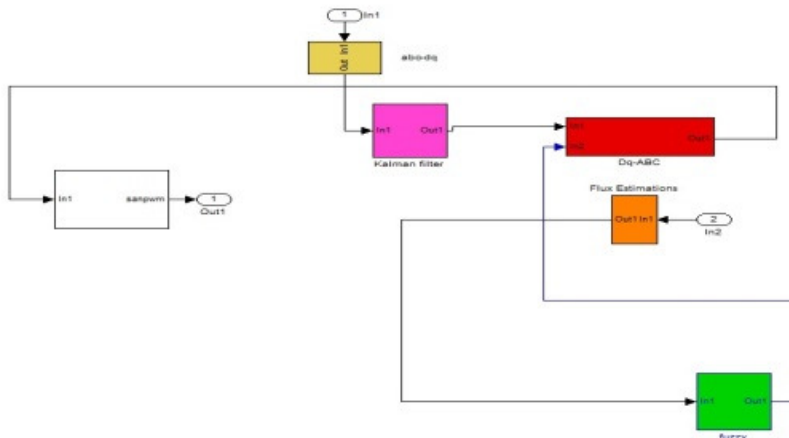 1
In1
Out In1
abc-dq
In1 Out1
Kalman filter
In1
In2
Out1
Dq-ABC
In1 sanpwm
1
Out1
Flux Estimations
Out1 In1
2
In2
In1 Out1
fuzzy